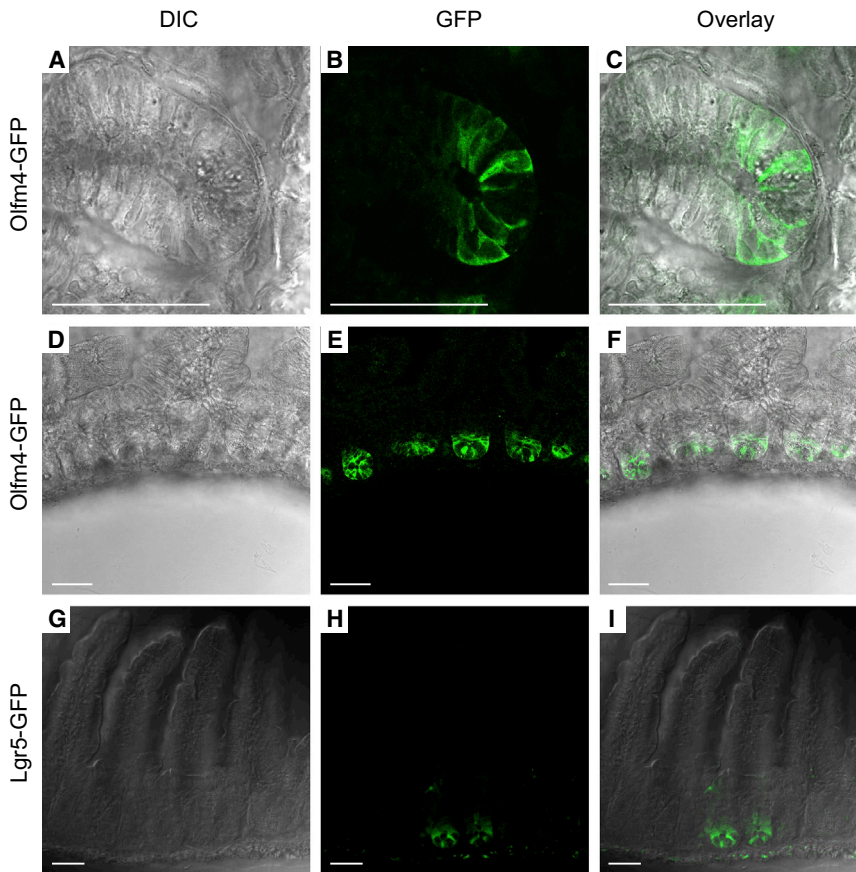 DIC GFP Overlay
Olfm4-GFP
A B C
Olfm4-GFP
D E F
Lgr5-GFP
G H I